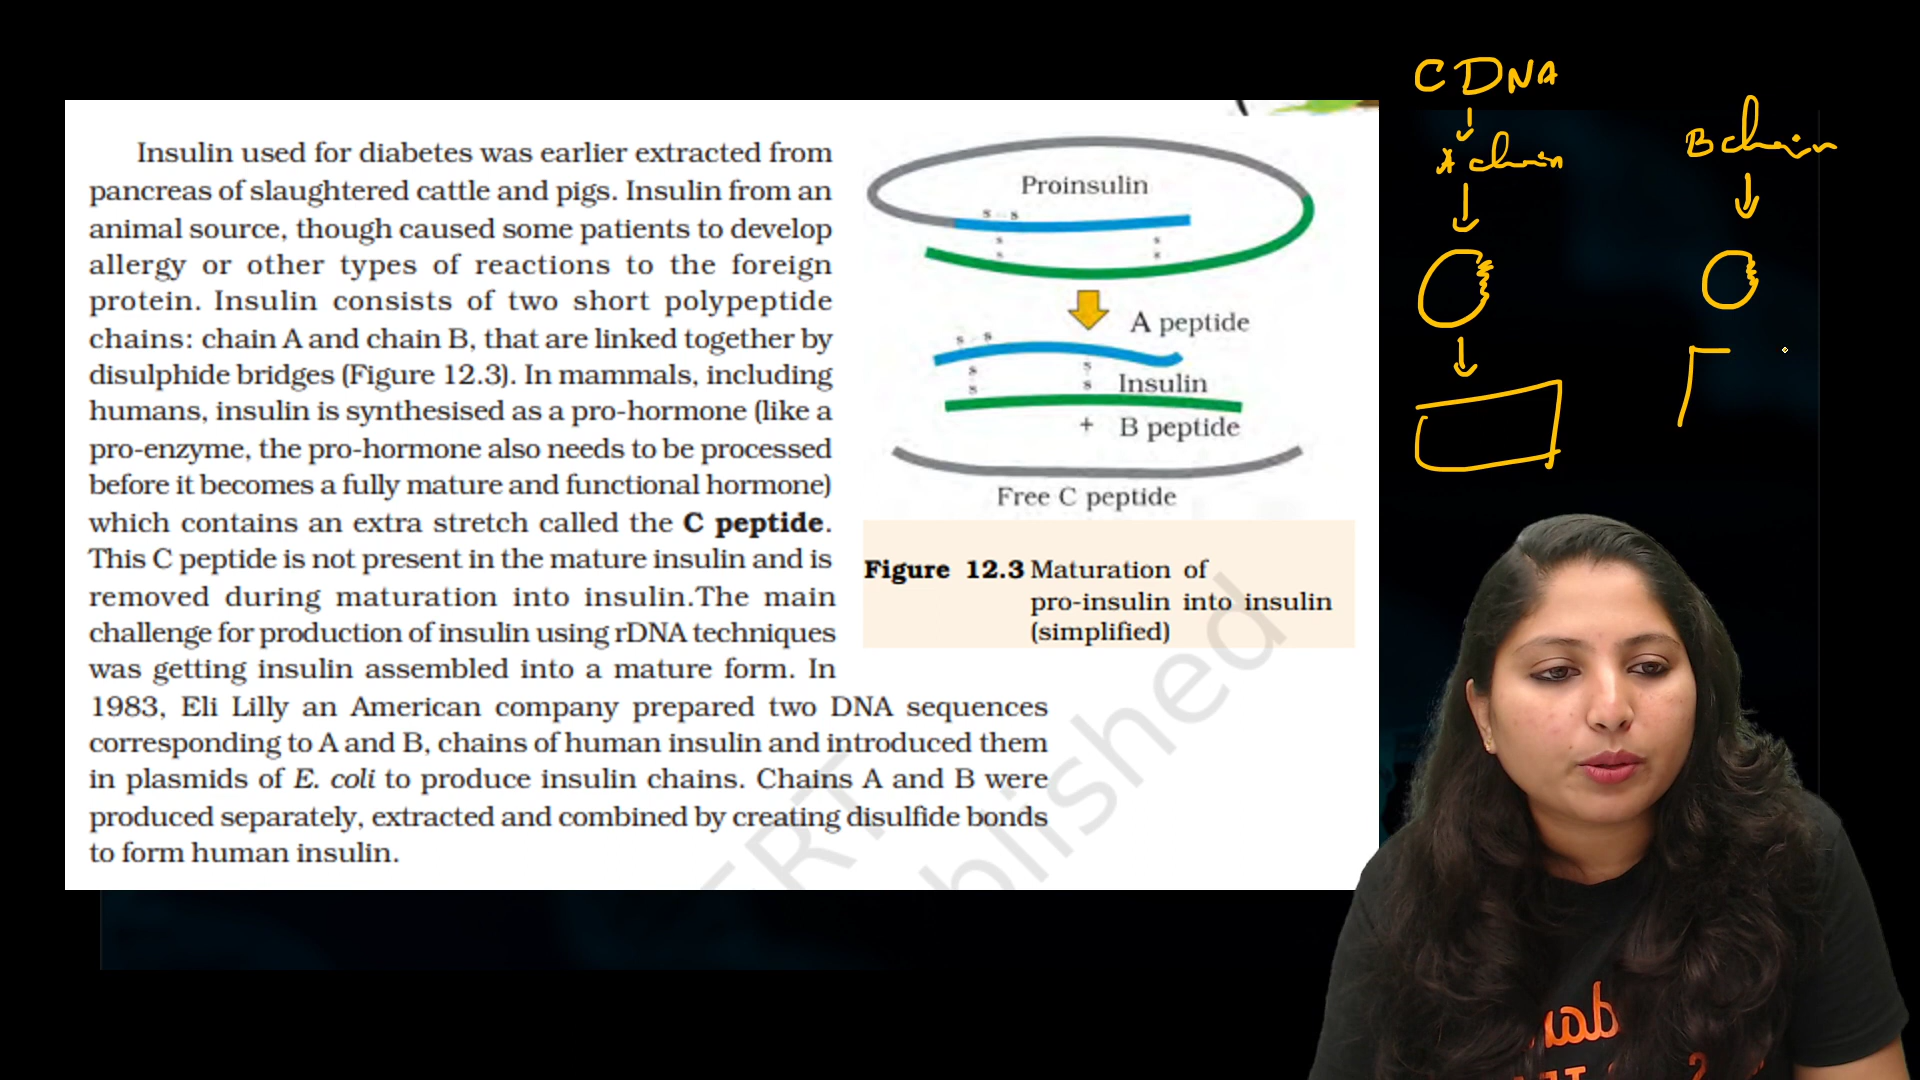 Insulin used for diabetes was earlier extracted from
pancreas of slaughtered cattle and pigs. Insulin from an
animal source, though caused some patients to develop
allergy or other types of reactions to the foreign
protein. Insulin consists of two short polypeptide
chains: chain A and chain B, that are linked together by
disulphide bridges (Figure 12.3). In mammals, including
humans, insulin is synthesised as a pro-hormone (like a
pro-enzyme, the pro-hormone also needs to be processed
before it becomes a fully mature and functional hormone)
which contains an extra stretch called the C peptide.
This C peptide is not present in the mature insulin and is
removed during maturation into insulin.The main
challenge for production of insulin using rDNA techniques
was getting insulin assembled into a mature form. In
1983, Eli Lilly an American company prepared two DNA sequences
corresponding to A and B, chains of human insulin and introduced them
in plasmids of E. coli to produce insulin chains. Chains A and B were
produced separately, extracted and combined by creating disulfide bonds
to form human insulin.
Proinsulin
s s
s s
s s
A peptide
s s
s s
s s
Insulin
+ B peptide
Free C peptide
Figure 12.3 Maturation of
pro-insulin into insulin
(simplified)
C DNA
A chain
B chain